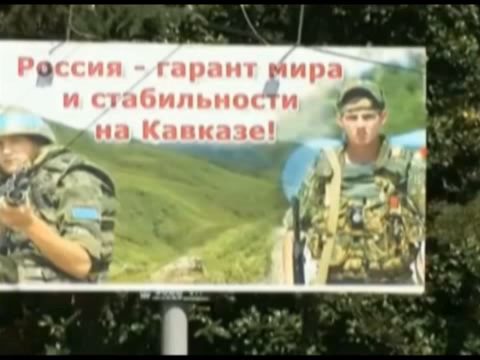 Россия - гарант мира
и стабильности
на Кавказе!